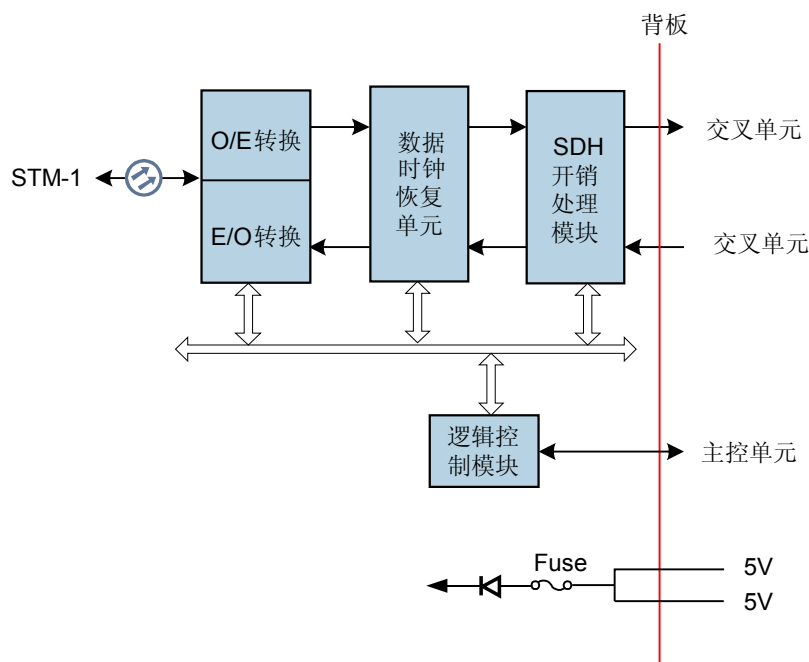 背板
O/E转换
数据
时钟
恢复
单元
SDH
开销
处理
模块
交叉单元
STM-1
E/O转换
交叉单元
逻辑控
制模块
主控单元
Fuse
5V
5V